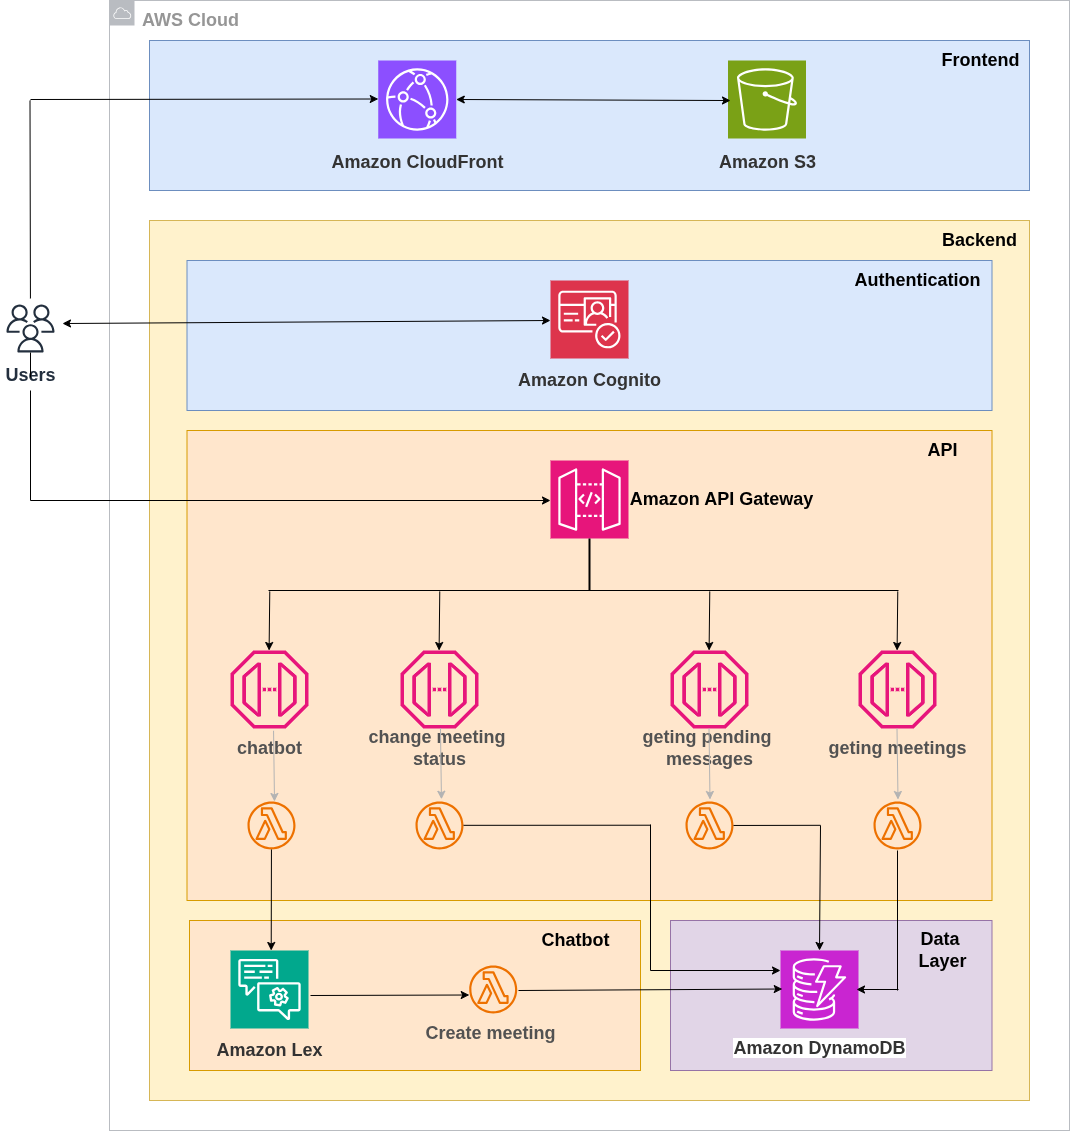 AWS Cloud
Frontend
Amazon CloudFront
Amazon S3
Backend
Authentication
Amazon Cognito
Users
API
Amazon API Gateway
chatbot
change meeting
status
geting pending
messages
geting meetings
Chatbot
Amazon Lex
Create meeting
Data
Layer
Amazon DynamoDB